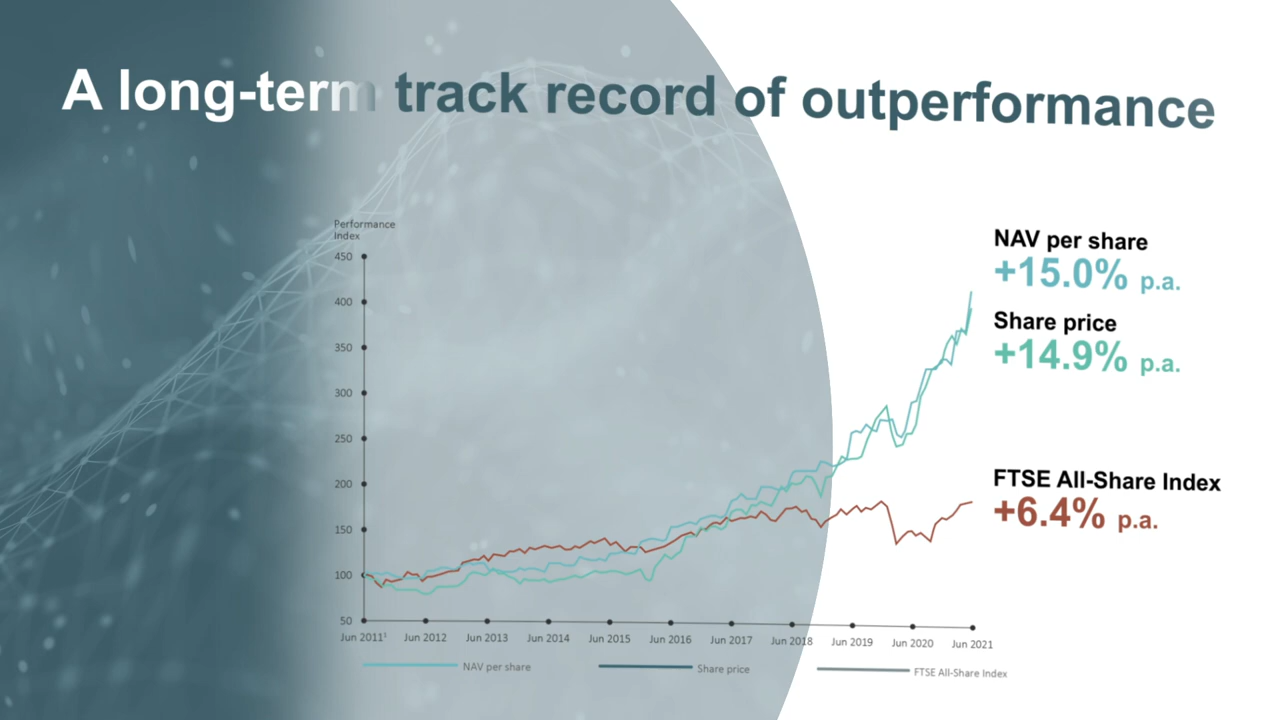 A long-term track record of outperformance
Performance
Index
450
400
350
300
250
200
150
100
50
Jun 2011¹ Jun 2012 Jun 2013 Jun 2014 Jun 2015 Jun 2016 Jun 2017 Jun 2018 Jun 2019 Jun 2020 Jun 2021
NAV per share Share price FTSE All-Share Index
NAV per share
+15.0% p.a.
Share price
+14.9% p.a.
FTSE All-Share Index
+6.4% p.a.